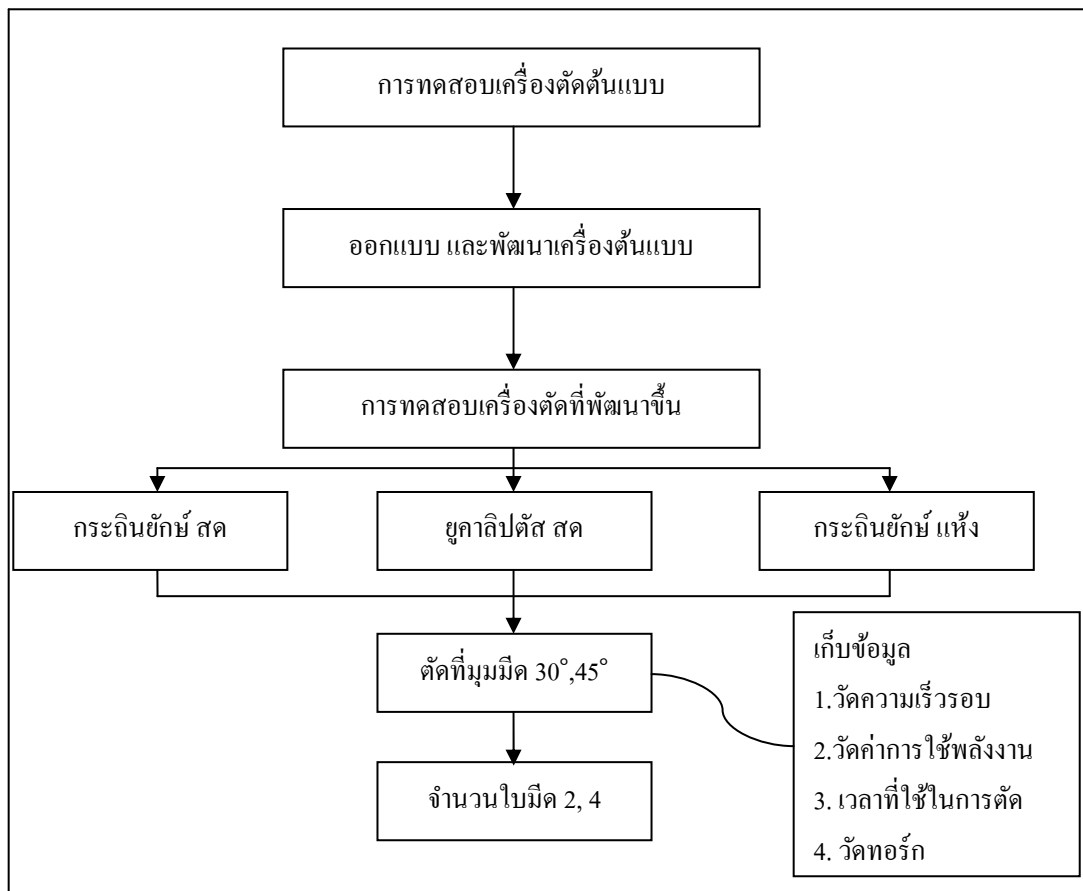 การทดสอบเครื่องตัดต้นแบบ
ออกแบบ และพัฒนาเครื่องต้นแบบ
การทดสอบเครื่องตัดที่พัฒนาขึ้น
กระถินยักษ์ สด
ยูคาลิปตัส สด
กระถินยักษ์ แห้ง
ตัดที่มุมมีด 30°,45°
จำนวนใบมีด 2, 4
เก็บข้อมูล
1.วัดความเร็วรอบ
2.วัดค่าการใช้พลังงาน
3. เวลาที่ใช้ในการตัด
4. วัดทอร์ก